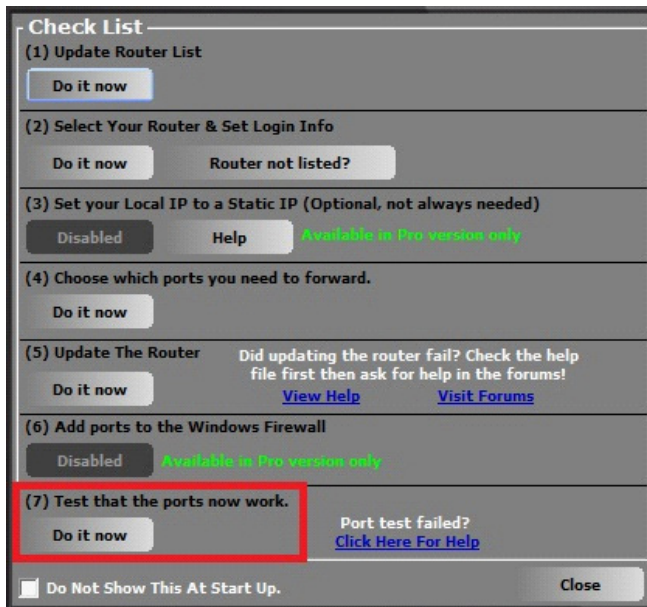 Check List
(1) Update Router List
Do it now
(2) Select Your Router & Set Login Info
Do it now Router not listed?
(3) Set your Local IP to a Static IP (Optional, not always needed)
Disabled Help Available in Pro version only
(4) Choose which ports you need to forward.
Do it now
(5) Update The Router Did updating the router fail? Check the help
file first then ask for help in the forums!
Do it now View Help Visit Forums
(6) Add ports to the Windows Firewall
Disabled Available in Pro version only
(7) Test that the ports now work.
Do it now Port test failed?
Click Here For Help
Do Not Show This At Start Up. Close